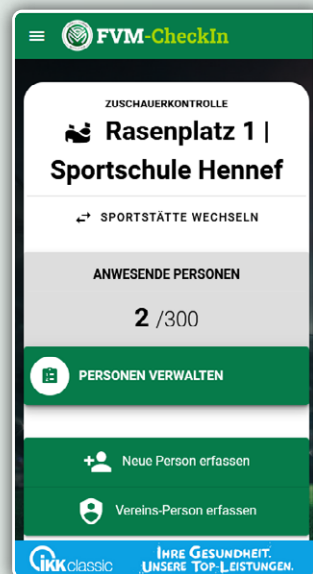 FVM-CheckIn
ZUSCHAUERKONTROLLE
Rasenplatz 1 |
Sportschule Hennef
SPORTSTÄTTE WECHSELN
ANWESENDE PERSONEN
2 /300
PERSONEN VERWALTEN
Neue Person erfassen
Vereins-Person erfassen
ikk classic
IHRE GESUNDHEIT.
UNSERE TOP-LEISTUNGEN.